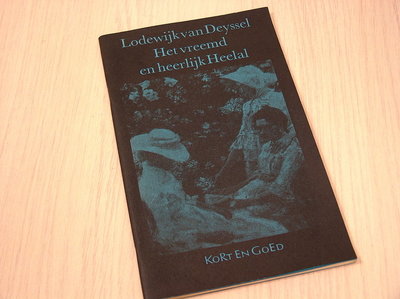 Lodewijk van Deyssel
Het vreemd
en heerlijk Heelal
KoRt En GoEd